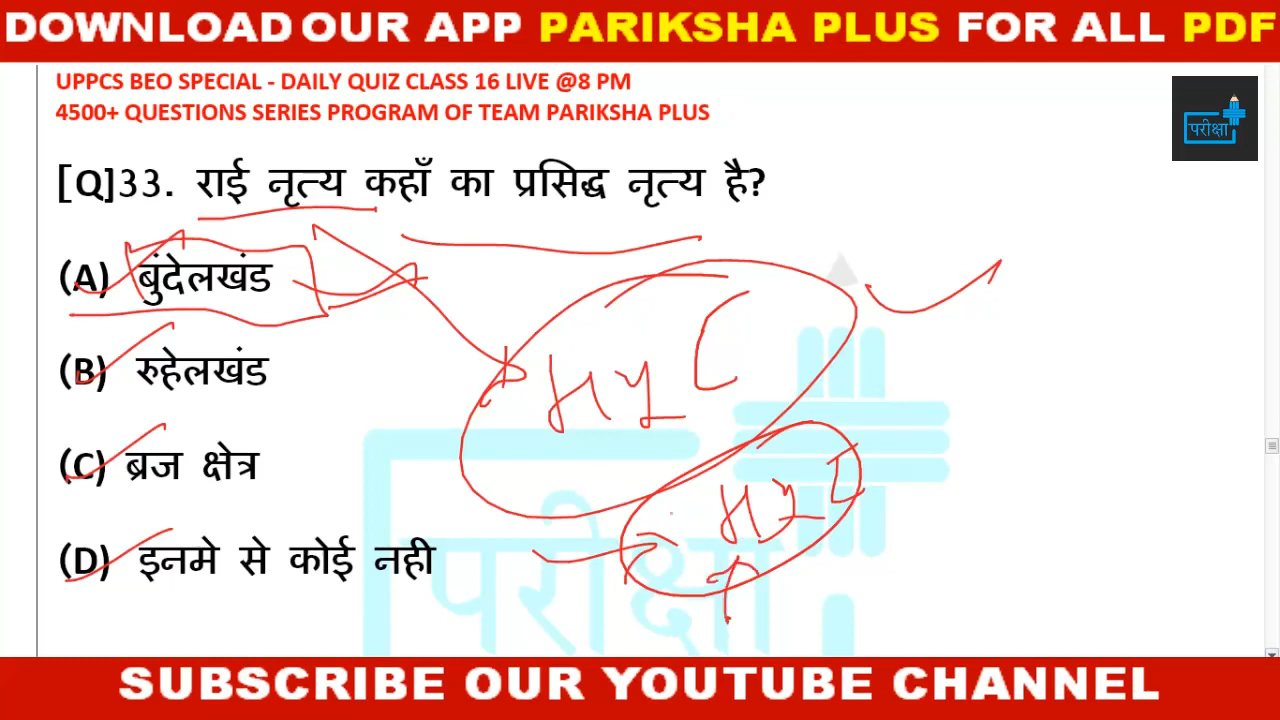 DOWNLOAD OUR APP PARIKSHA PLUS FOR ALL PDF
UPPCS BEO SPECIAL - DAILY QUIZ CLASS 16 LIVE @8 PM
4500+ QUESTIONS SERIES PROGRAM OF TEAM PARIKSHA PLUS
परीक्षा
[Q]33. राई नृत्य कहाँ का प्रसिद्ध नृत्य है?
(A) बुंदेलखंड
(B) रुहेलखंड
(C) ब्रज क्षेत्र
(D) इनमे से कोई नही
परीक्षा
SUBSCRIBE OUR YOUTUBE CHANNEL